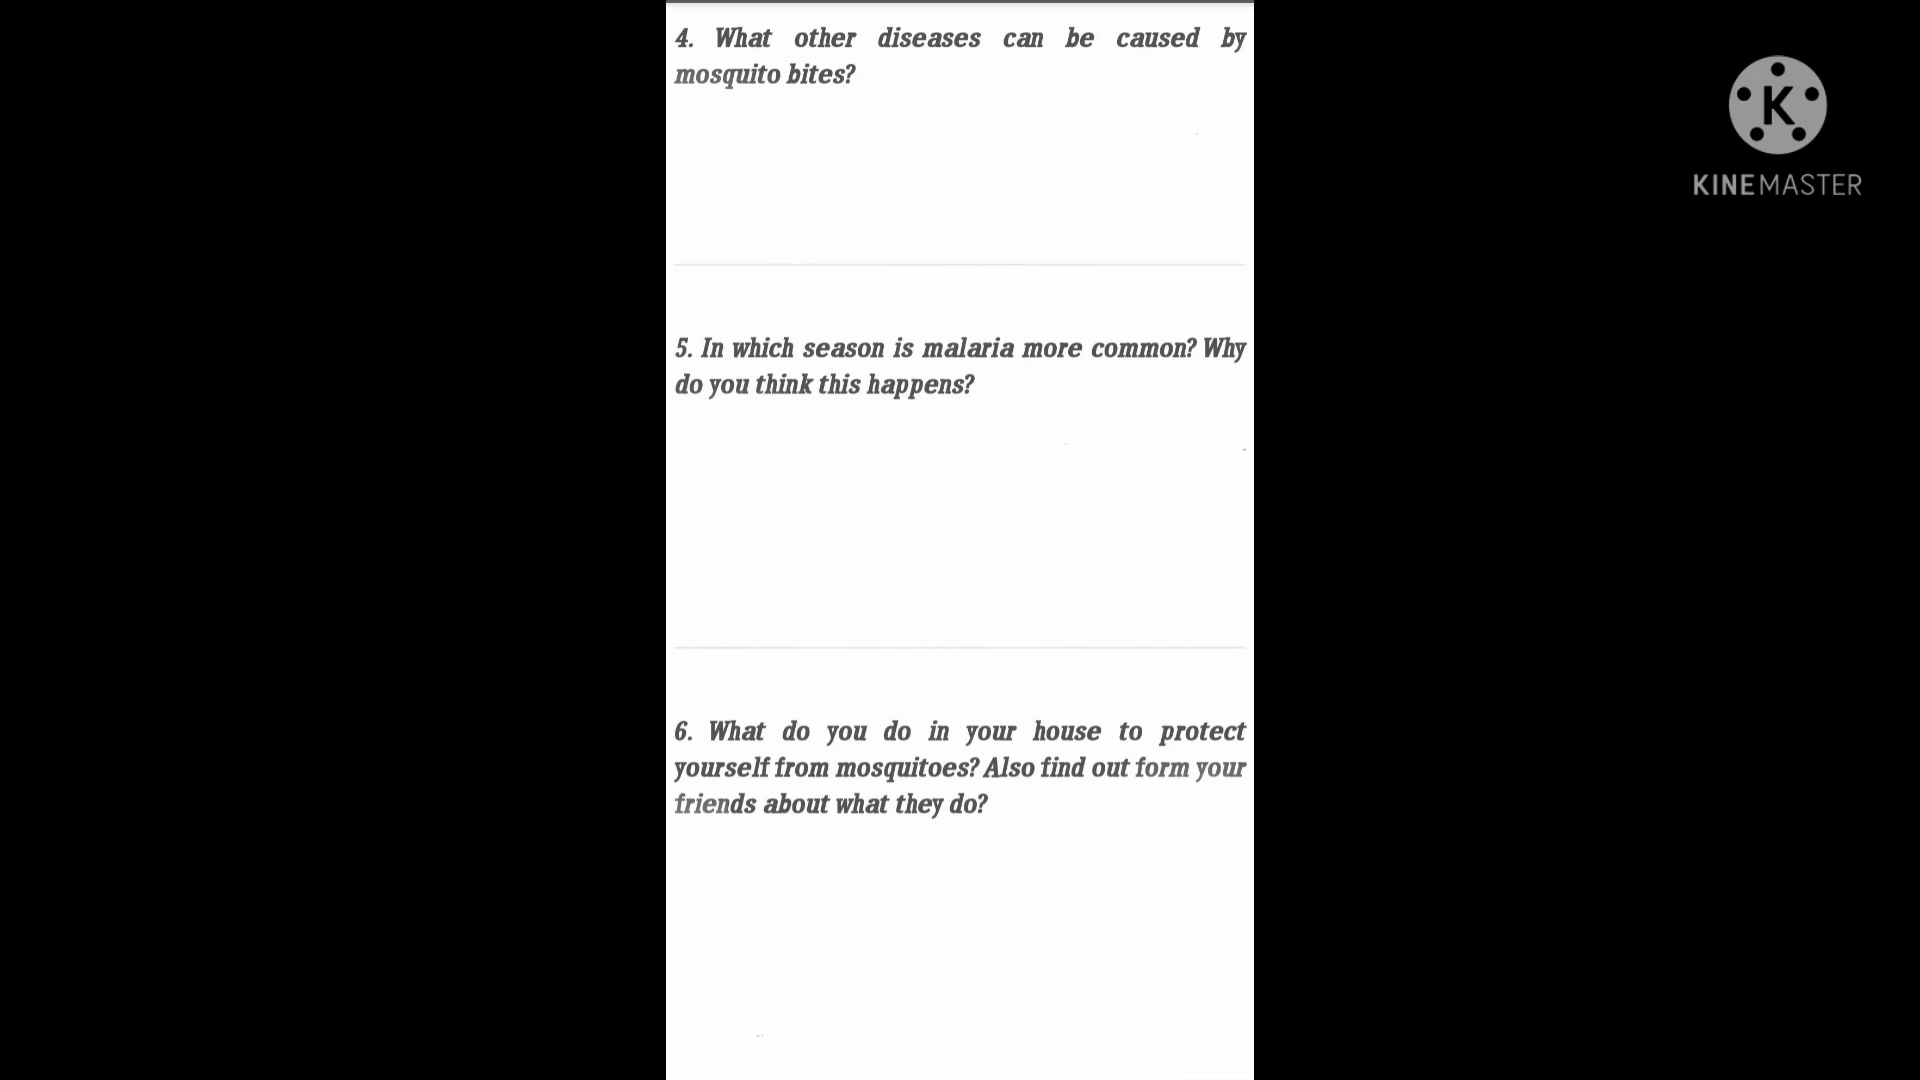 4. What other diseases can be caused by
mosquito bites?
5. In which season is malaria more common? Why
do you think this happens?
6. What do you do in your house to protect
yourself from mosquitoes? Also find out form your
friends about what they do?
K
KINEMASTER